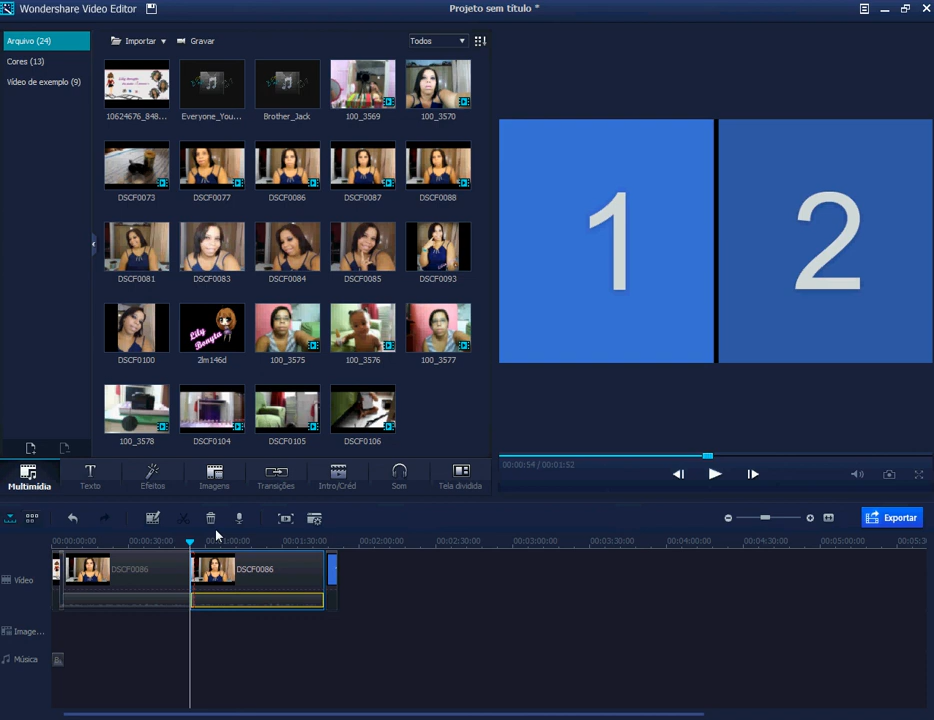 Wondershare Video Editor
Projeto sem título *
Arquivo (24)
Importar
Gravar
Todos
Cores (13)
Vídeo de exemplo (9)
10624676_848...
Everyone_You...
Brother_Jack
100_3569
100_3570
DSCF0073
DSCF0077
DSCF0086
DSCF0087
DSCF0088
DSCF0081
DSCF0083
DSCF0084
DSCF0085
DSCF0093
Lily Benyta
DSCF0100
2lm146d
100_3575
100_3576
100_3577
100_3578
DSCF0104
DSCF0105
DSCF0106
1
2
00:00:54 / 00:01:52
Multimídia
Texto
Efeitos
Imagens
Transições
Intro/Créd
Som
Tela dividida
Exportar
00:00:00:00
00:00:30:00
00:01:00:00
00:01:30:00
00:02:00:00
00:02:30:00
00:03:00:00
00:03:30:00
00:04:00:00
00:04:30:00
00:05:00:00
00:05:3
Vídeo
DSCF0086
DSCF0086
Image...
Música